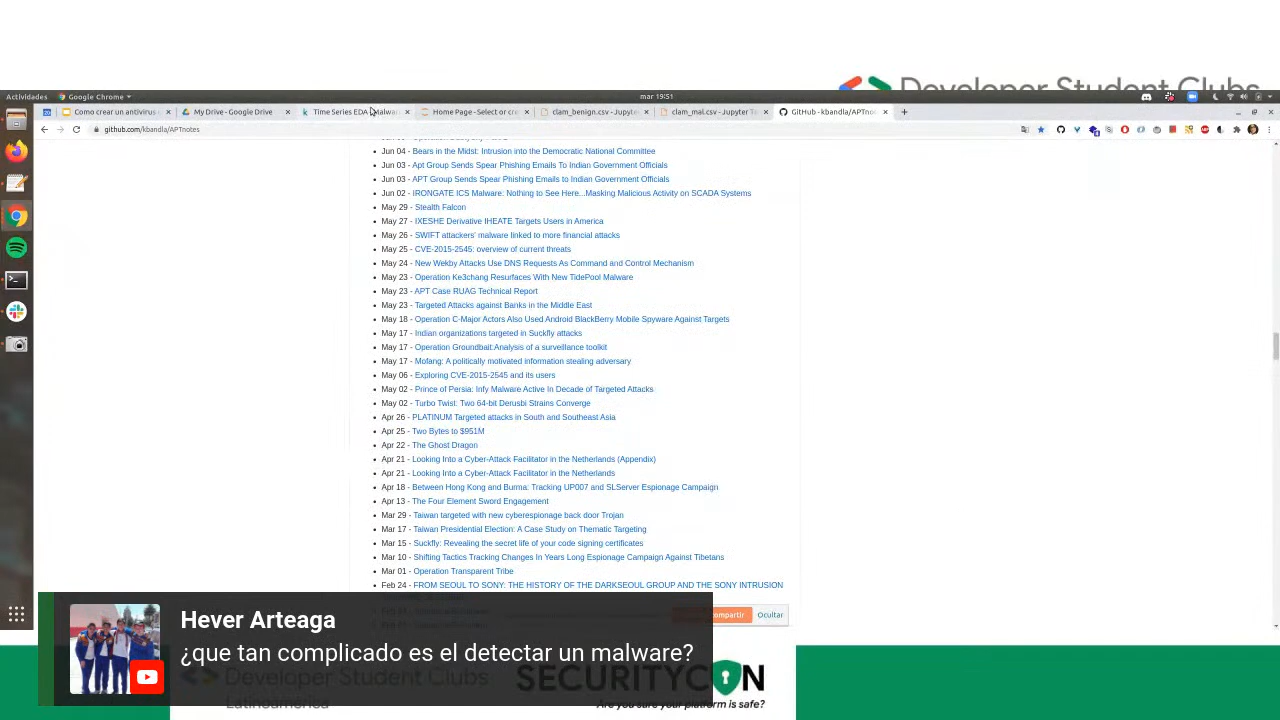 Developer Student Clubs
Actividades
Google Chrome
mar 19:51
Como crear un antivirus
My Drive - Google Drive
Time Series EDA Malwar
Home Page - Select or cre
clam_benign.csv - Jupyter
clam_mal.csv - Jupyter T
GitHub - kbandla/APTnot
github.com/kbandla/APTnotes
Jun 04 - Bears in the Midst: Intrusion into the Democratic National Committee
Jun 03 - Apt Group Sends Spear Phishing Emails To Indian Government Officials
Jun 03 - APT Group Sends Spear Phishing Emails to Indian Government Officials
Jun 02 - IRONGATE ICS Malware: Nothing to See Here...Masking Malicious Activity on SCADA Systems
May 29 - Stealth Falcon
May 27 - IXESHE Derivative IHEATE Targets Users in America
May 26 - SWIFT attackers' malware linked to more financial attacks
May 25 - CVE-2015-2545: overview of current threats
May 24 - New Wekby Attacks Use DNS Requests As Command and Control Mechanism
May 23 - Operation Ke3chang Resurfaces With New TidePool Malware
May 23 - APT Case RUAG Technical Report
May 23 - Targeted Attacks against Banks in the Middle East
May 18 - Operation C-Major Actors Also Used Android BlackBerry Mobile Spyware Against Targets
May 17 - Indian organizations targeted in Suckfly attacks
May 17 - Operation Groundbait:Analysis of a surveillance toolkit
May 17 - Mofang: A politically motivated information stealing adversary
May 06 - Exploring CVE-2015-2545 and its users
May 02 - Prince of Persia: Infy Malware Active In Decade of Targeted Attacks
May 02 - Turbo Twist: Two 64-bit Derusbi Strains Converge
Apr 26 - PLATINUM Targeted attacks in South and Southeast Asia
Apr 25 - Two Bytes to $951M
Apr 22 - The Ghost Dragon
Apr 21 - Looking Into a Cyber-Attack Facilitator in the Netherlands (Appendix)
Apr 21 - Looking Into a Cyber-Attack Facilitator in the Netherlands
Apr 18 - Between Hong Kong and Burma: Tracking UP007 and SLServer Espionage Campaign
Apr 13 - The Four Element Sword Engagement
Mar 29 - Taiwan targeted with new cyberespionage back door Trojan
Mar 17 - Taiwan Presidential Election: A Case Study on Thematic Targeting
Mar 15 - Suckfly: Revealing the secret life of your code signing certificates
Mar 10 - Shifting Tactics Tracking Changes In Years Long Espionage Campaign Against Tibetans
Mar 01 - Operation Transparent Tribe
Feb 24 - FROM SEOUL TO SONY: THE HISTORY OF THE DARKSEOUL GROUP AND THE SONY INTRUSION
ompartir
Ocultar
Hever Arteaga
¿que tan complicado es el detectar un malware?
Developer Student Clubs
Latinoamérica
SECURITYCON
Are you sure your platform is safe?